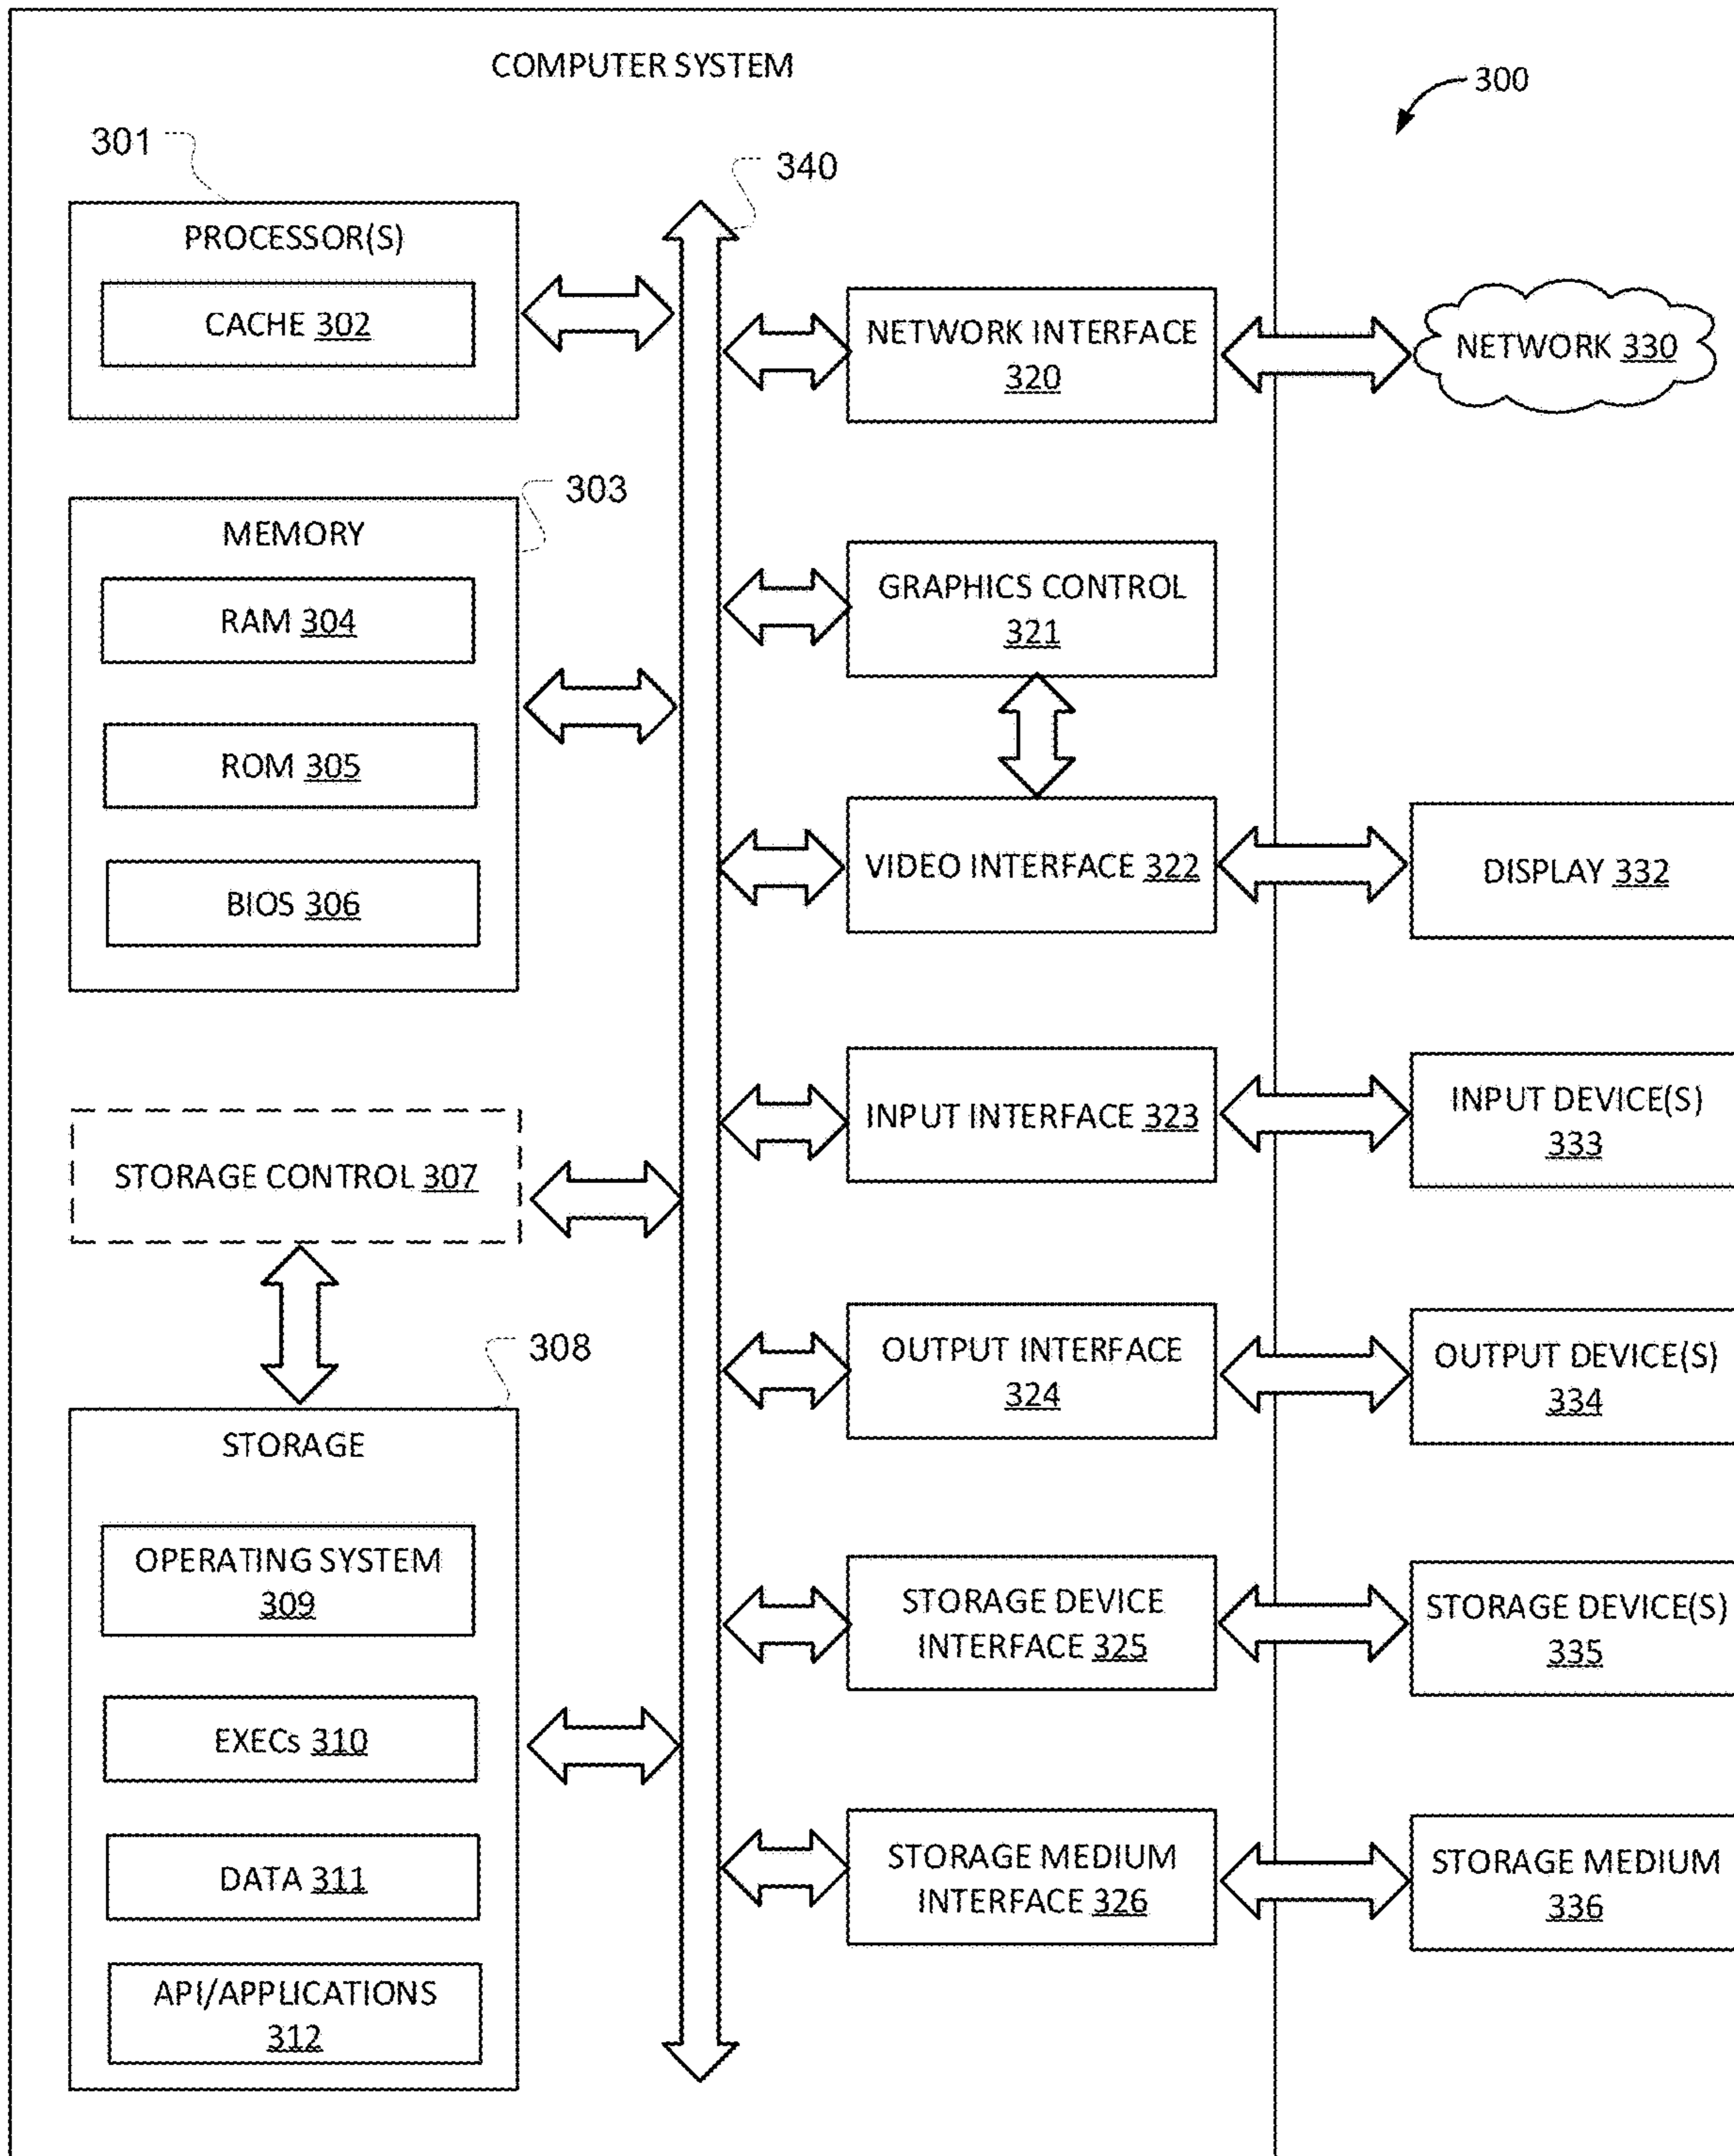 COMPUTER SYSTEM
300
301
340
PROCESSOR(S)
CACHE 302
NETWORK INTERFACE
320
NETWORK 330
303
MEMORY
RAM 304
ROM 305
BIOS 306
GRAPHICS CONTROL
321
VIDEO INTERFACE 322
DISPLAY 332
INPUT INTERFACE 323
INPUT DEVICE(S)
333
STORAGE CONTROL 307
OUTPUT INTERFACE
324
OUTPUT DEVICE(S)
334
308
STORAGE
OPERATING SYSTEM
309
EXECs 310
DATA 311
API/APPLICATIONS
312
STORAGE DEVICE
INTERFACE 325
STORAGE DEVICE(S)
335
STORAGE MEDIUM
INTERFACE 326
STORAGE MEDIUM
336